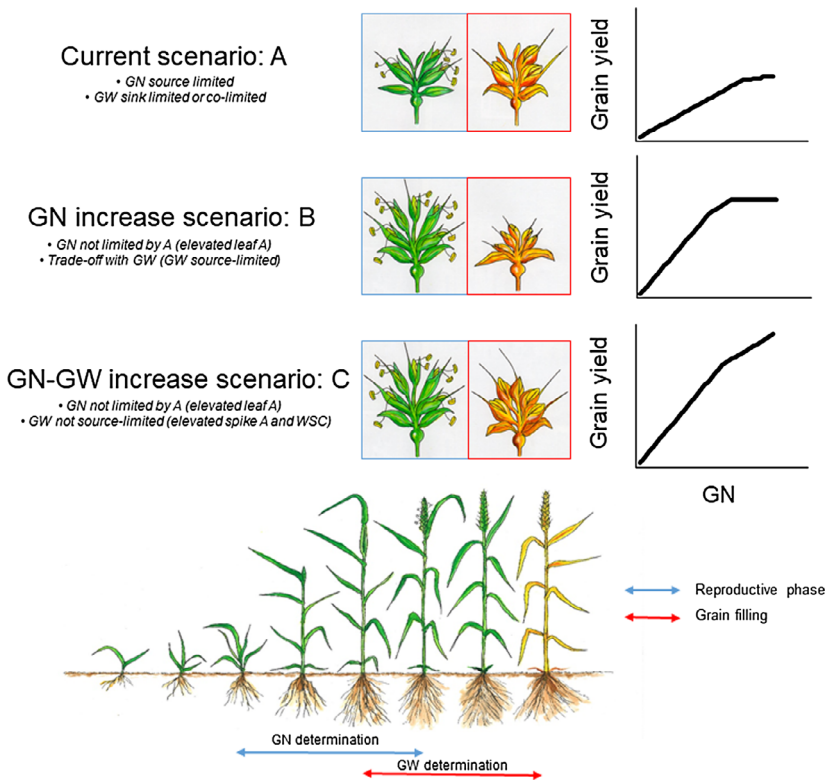 Current scenario: A
• GN source limited
• GW sink limited or co-limited
Grain yield
GN increase scenario: B
• GN not limited by A (elevated leaf A)
• Trade-off with GW (GW source-limited)
Grain yield
GN-GW increase scenario: C
• GN not limited by A (elevated leaf A)
• GW not source-limited (elevated spike A and WSC)
Grain yield
GN
Reproductive phase
Grain filling
GN determination
GW determination